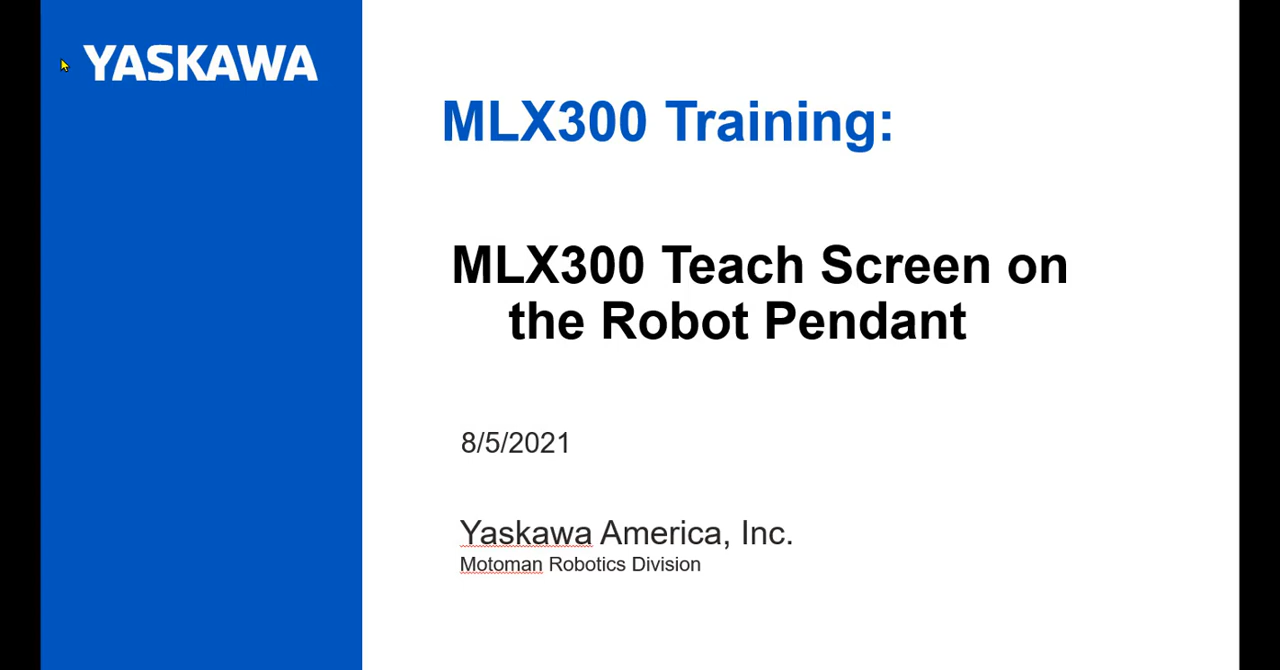 YASKAWA
MLX300 Training:
MLX300 Teach Screen on
the Robot Pendant
8/5/2021
Yaskawa America, Inc.
Motoman Robotics Division